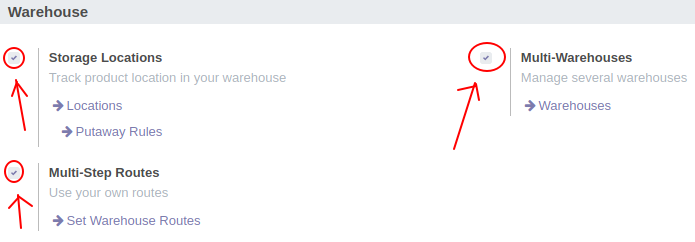 Warehouse
Storage Locations
Track product location in your warehouse
Locations
Putaway Rules
Multi-Warehouses
Manage several warehouses
Warehouses
Multi-Step Routes
Use your own routes
Set Warehouse Routes